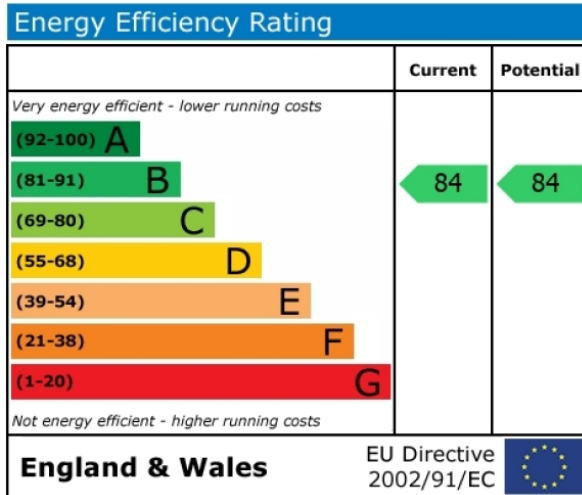 Energy Efficiency Rating
Current Potential
Very energy efficient - lower running costs
(92-100) A
(81-91) B 84 84
(69-80) C
(55-68) D
(39-54) E
(21-38) F
(1-20) G
Not energy efficient - higher running costs
England & Wales
EU Directive
2002/91/EC